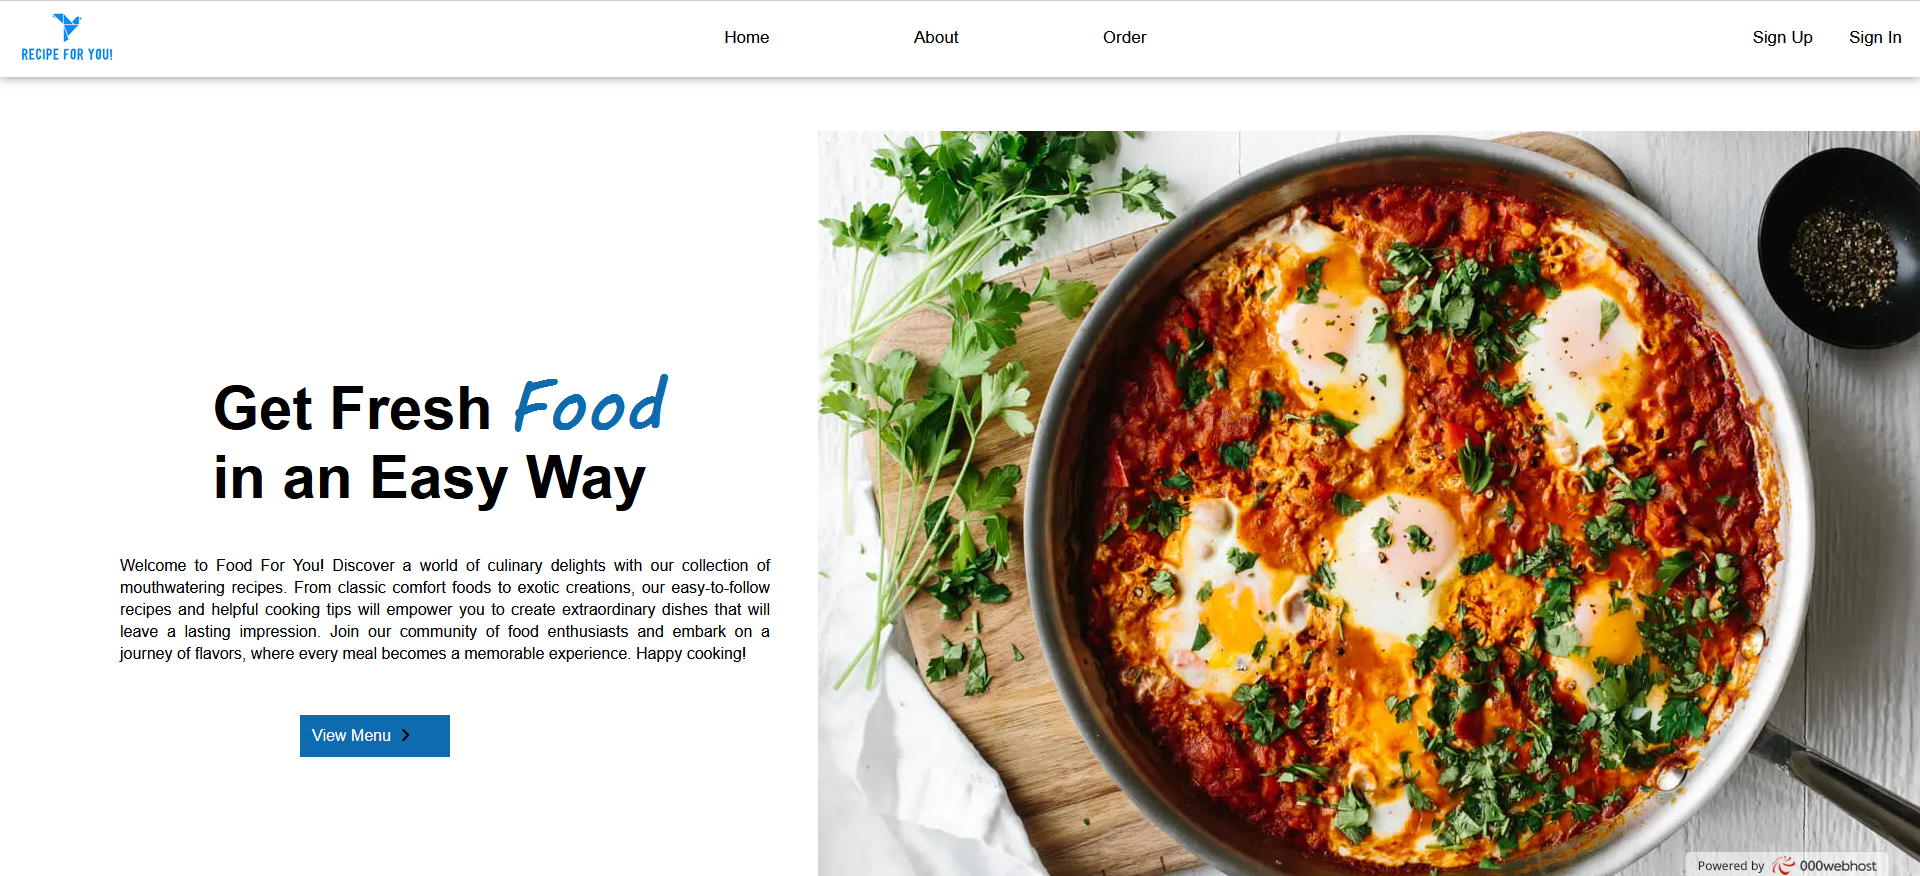 RECIPE FOR YOU!
Home About Order Sign Up Sign In
Get Fresh Food
in an Easy Way
Welcome to Food For You! Discover a world of culinary delights with our collection of
mouthwatering recipes. From classic comfort foods to exotic creations, our easy-to-follow
recipes and helpful cooking tips will empower you to create extraordinary dishes that will
leave a lasting impression. Join our community of food enthusiasts and embark on a
journey of flavors, where every meal becomes a memorable experience. Happy cooking!
View Menu
Powered by 000webhost